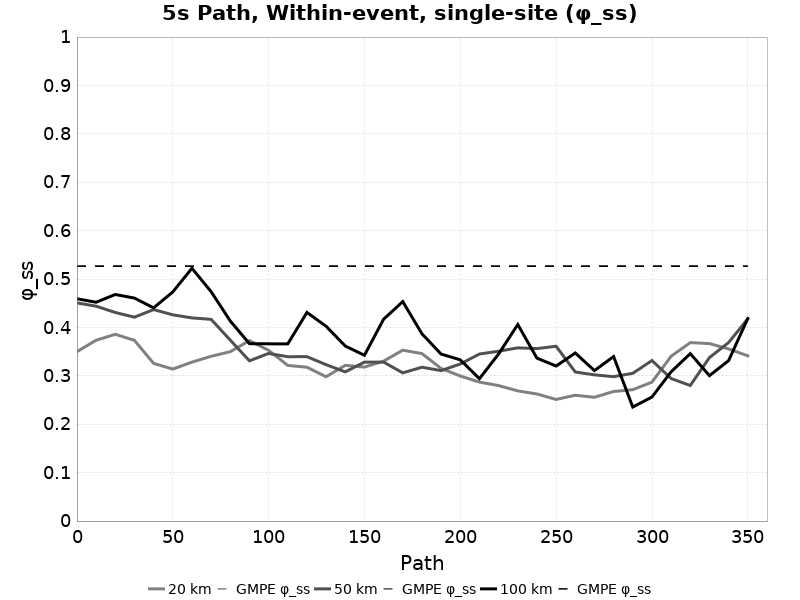 5s Path, Within-event, single-site (φ_ss)
1
0.9
0.8
0.7
0.6
0.5
0.4
0.3
0.2
0.1
0
φ_ss
0 50 100 150 200 250 300 350
Path
20 km GMPE φ_ss 50 km GMPE φ_ss 100 km GMPE φ_ss